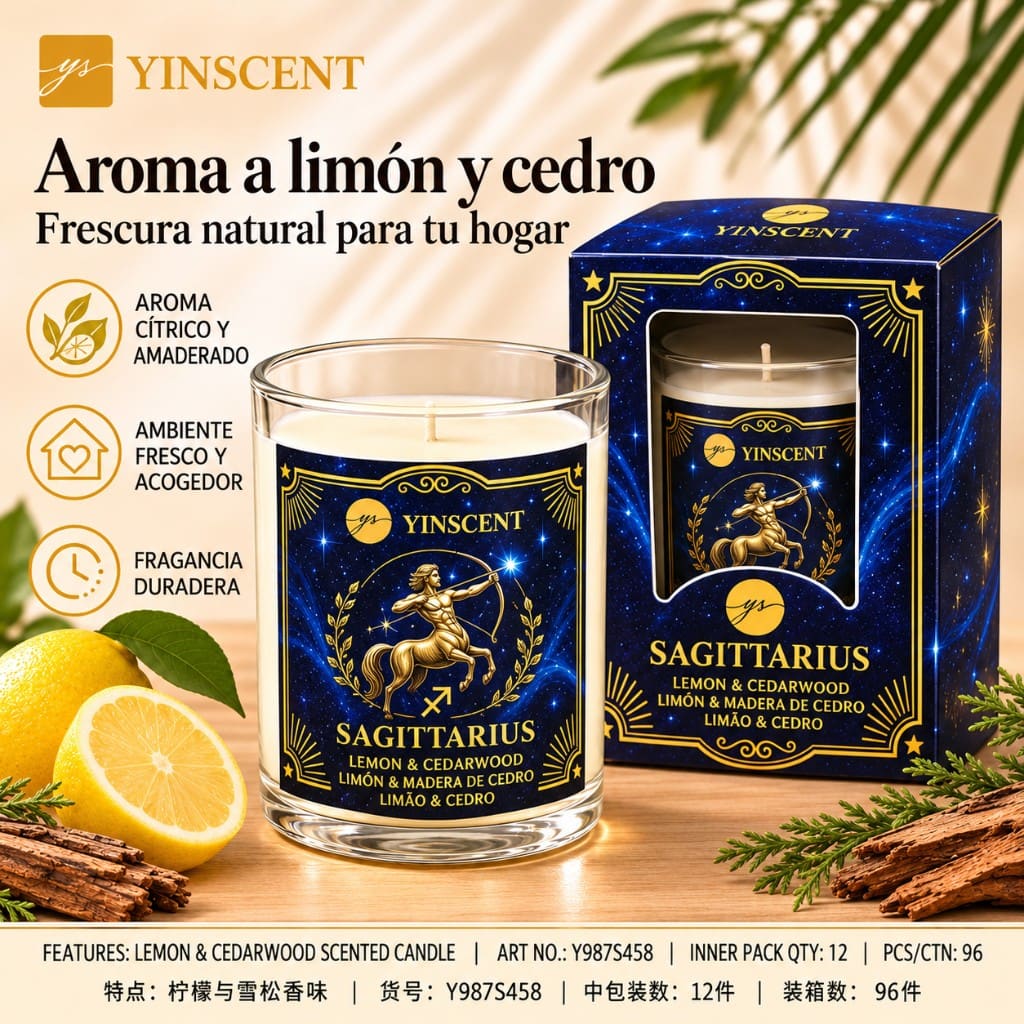 ys YINSCENT
Aroma a limón y cedro
Frescura natural para tu hogar
AROMA
CÍTRICO Y
AMADERADO
AMBIENTE
FRESCO Y
ACOGEDOR
FRAGANCIA
DURADERA
ys YINSCENT
SAGITTARIUS
LEMON & CEDARWOOD
LIMÓN & MADERA DE CEDRO
LIMÃO & CEDRO
ys
YINSCENT
ys YINSCENT
ys
SAGITTARIUS
LEMON & CEDARWOOD
LIMÓN & MADERA DE CEDRO
LIMÃO & CEDRO
FEATURES: LEMON & CEDARWOOD SCENTED CANDLE | ART NO.: Y987S458 | INNER PACK QTY: 12 | PCS/CTN: 96
特点：柠檬与雪松香味 | 货号：Y987S458 | 中包装数：12件 | 装箱数： 96件